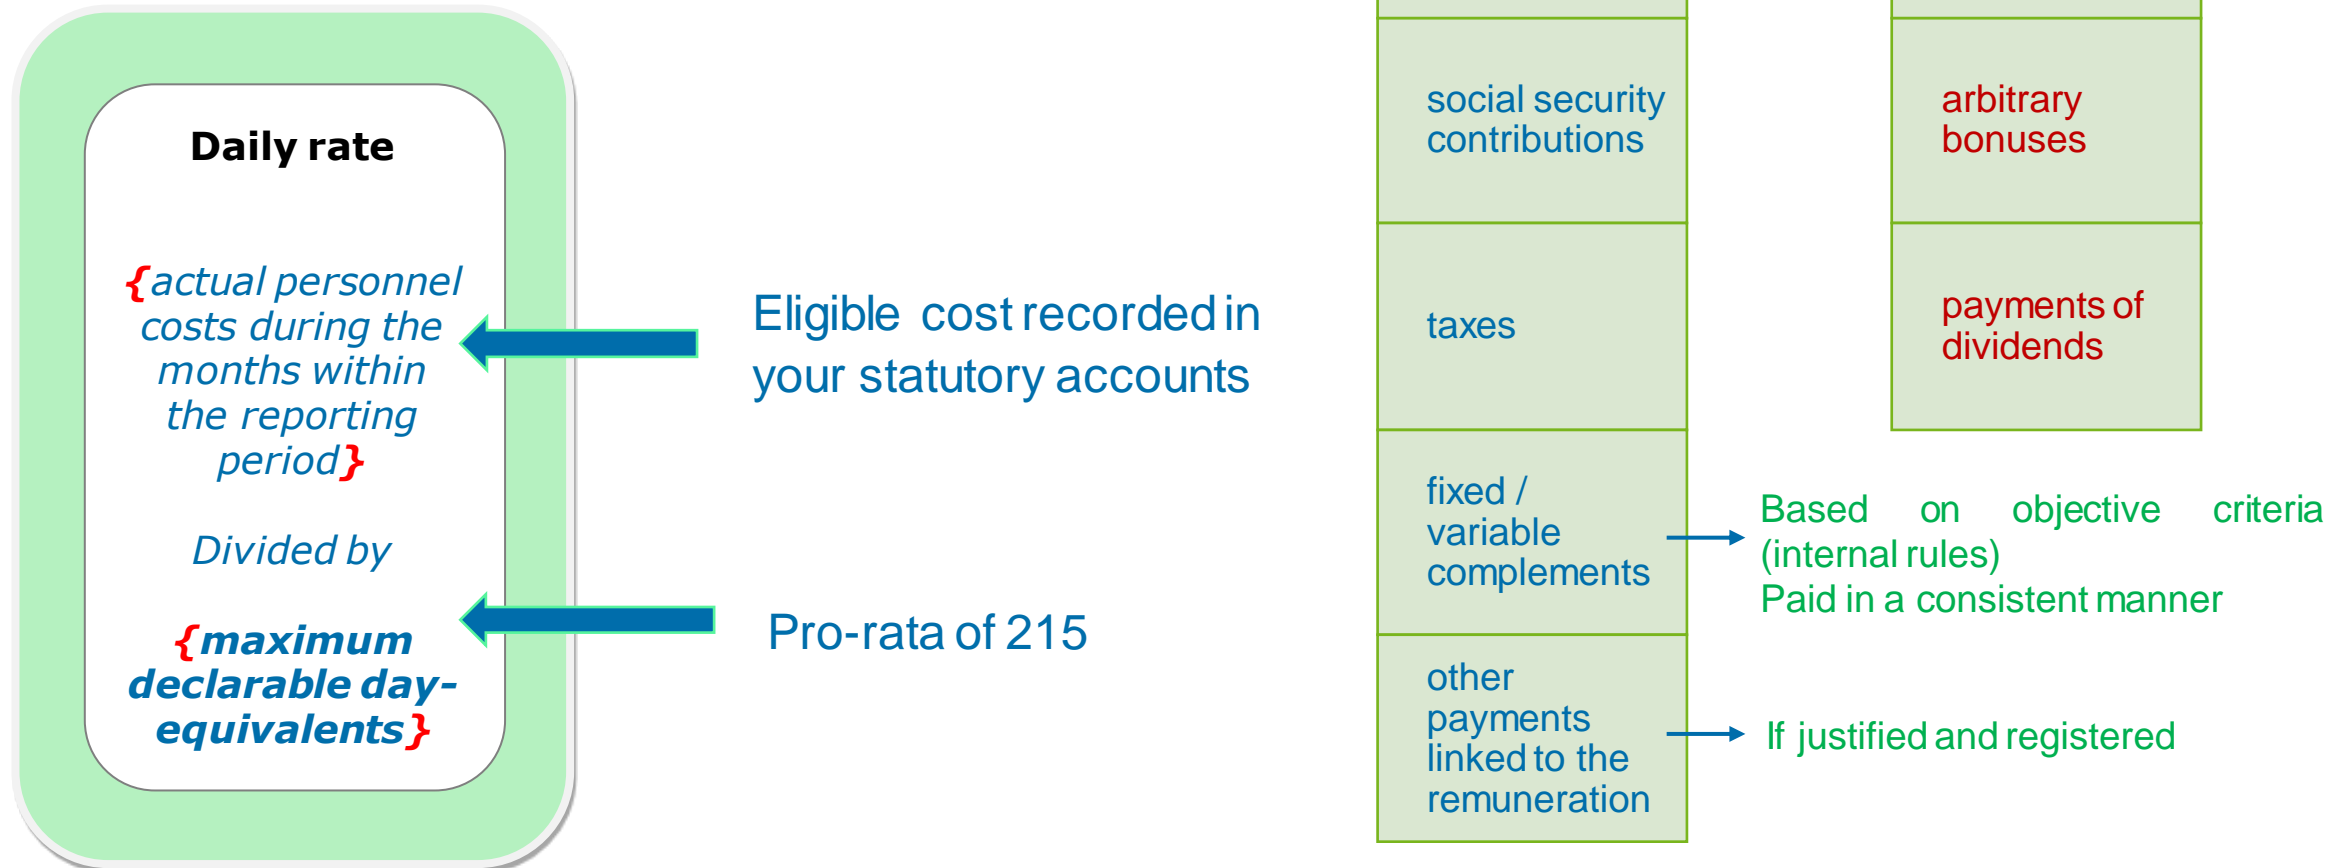 Daily rate
{actual personnel
costs during the
months within
the reporting
period}
Divided by
{maximum
declarable day-
equivalents}
Eligible cost recorded in
your statutory accounts
Pro-rata of 215
social security
contributions
taxes
fixed /
variable
complements
other
payments
linked to the
remuneration
arbitrary
bonuses
payments of
dividends
Based on objective criteria
(internal rules)
Paid in a consistent manner
If justified and registered